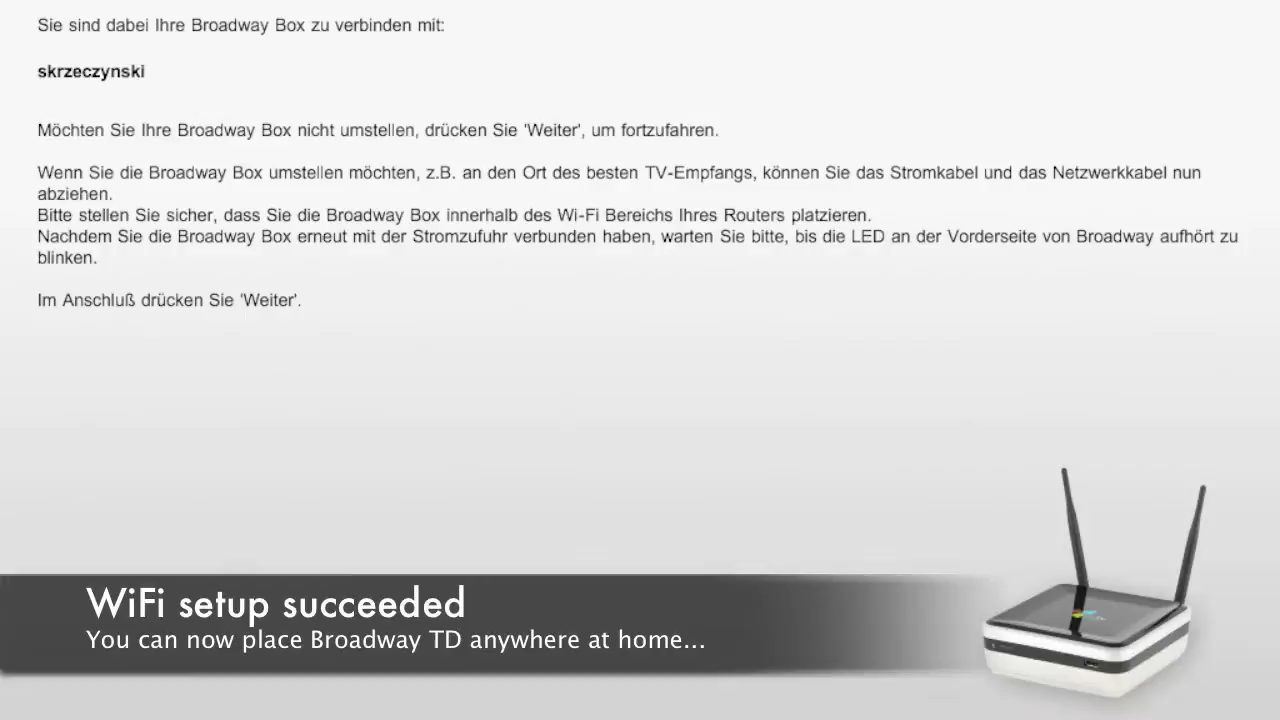 Sie sind dabei Ihre Broadway Box zu verbinden mit:
skrzeczynski
Möchten Sie Ihre Broadway Box nicht umstellen, drücken Sie 'Weiter', um fortzufahren.
Wenn Sie die Broadway Box umstellen möchten, z.B. an den Ort des besten TV-Empfangs, können Sie das Stromkabel und das Netzwerkkabel nun
abziehen.
Bitte stellen Sie sicher, dass Sie die Broadway Box innerhalb des Wi-Fi Bereichs Ihres Routers platzieren.
Nachdem Sie die Broadway Box erneut mit der Stromzufuhr verbunden haben, warten Sie bitte, bis die LED an der Vorderseite von Broadway aufhört zu
blinken.
Im Anschluß drücken Sie 'Weiter'.
WiFi setup succeeded
You can now place Broadway TD anywhere at home...